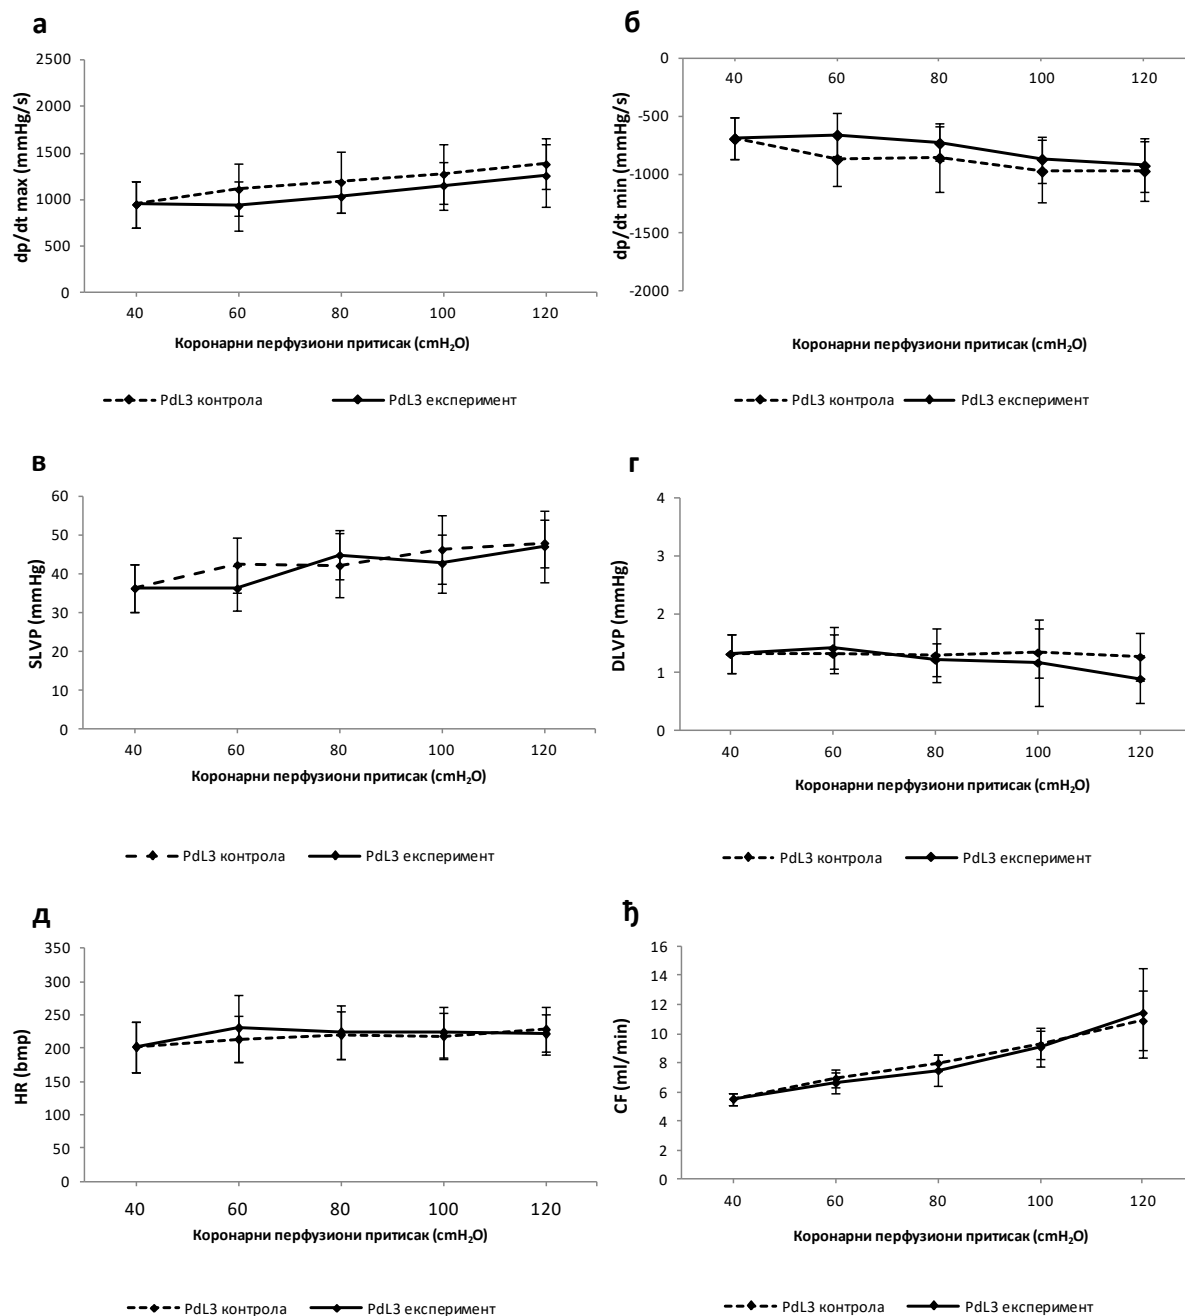 а
dp/dt max (mmHg/s)
2500
2000
1500
1000
500
0
40 60 80 100 120
Коронарни перфузиони притисак (cmH₂O)
PdL3 контрола PdL3 експеримент
б
dp/dt min (mmHg/s)
0
-500
-1000
-1500
-2000
40 60 80 100 120
Коронарни перфузиони притисак (cmH₂O)
PdL3 контрола PdL3 експеримент
в
SLVP (mmHg)
60
50
40
30
20
10
0
40 60 80 100 120
Коронарни перфузиони притисак (cmH₂O)
PdL3 контрола PdL3 експеримент
г
DLVP (mmHg)
4
3
2
1
0
40 60 80 100 120
Коронарни перфузиони притисак (cmH₂O)
PdL3 контрола PdL3 експеримент
д
HR (bmp)
350
300
250
200
150
100
50
0
40 60 80 100 120
Коронарни перфузиони притисак (cmH₂O)
PdL3 контрола PdL3 експеримент
ђ
CF (ml/min)
16
14
12
10
8
6
4
2
0
40 60 80 100 120
Коронарни перфузиони притисак (cmH₂O)
PdL3 контрола PdL3 експеримент